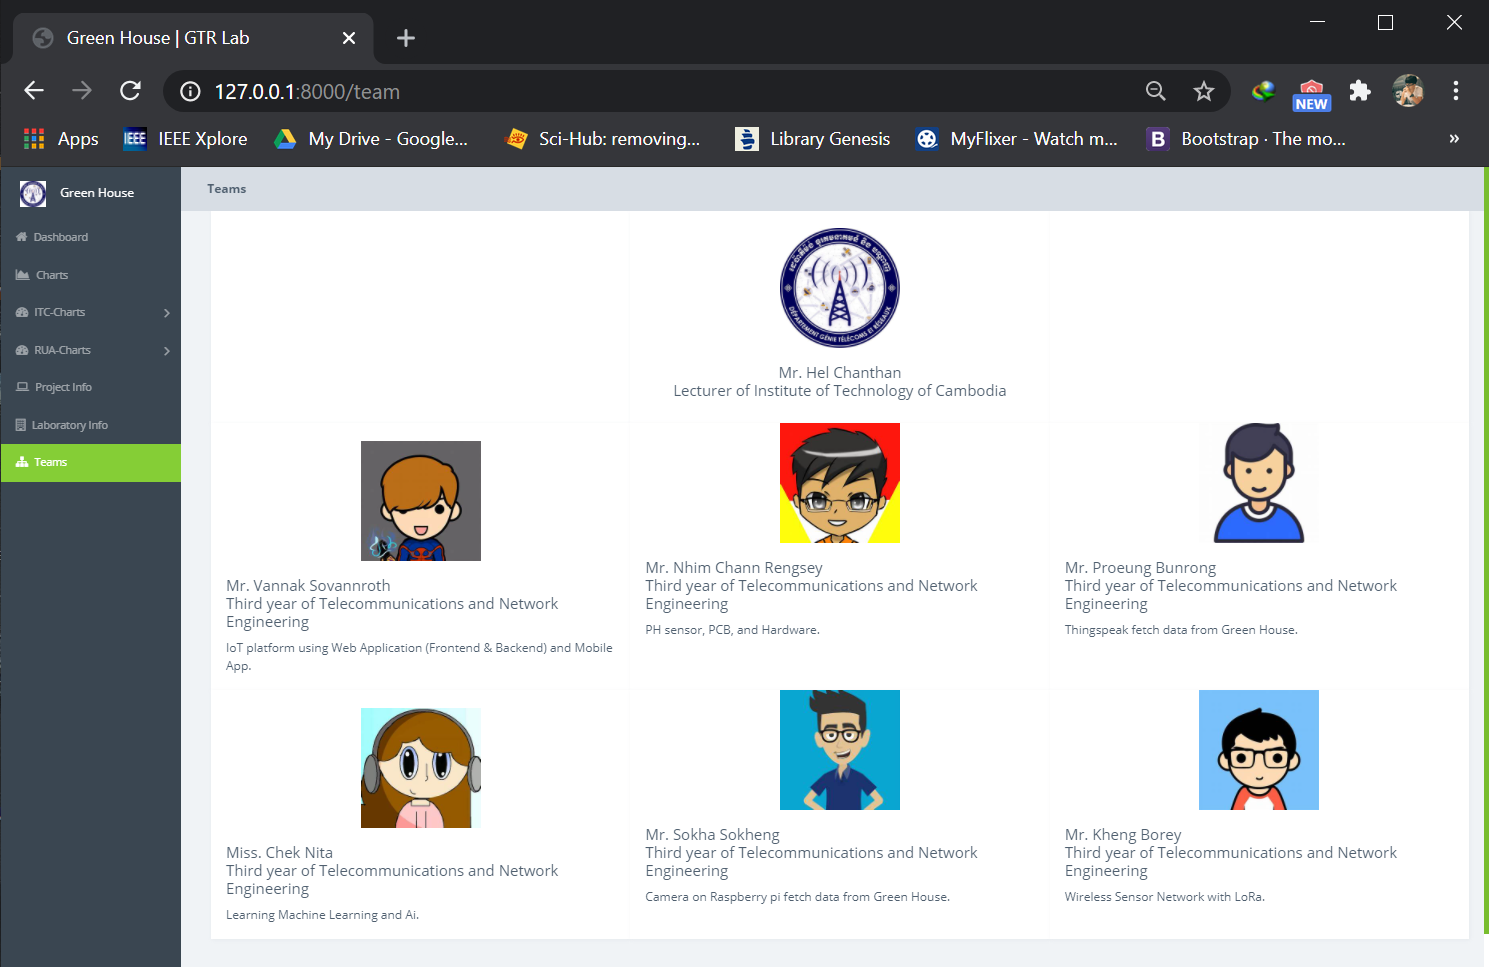 Green House | GTR Lab
127.0.0.1:8000/team
NEW
Apps
IEEE
IEEE Xplore
My Drive - Google...
Sci-Hub: removing...
Library Genesis
MyFlixer - Watch m...
B
Bootstrap · The mo...
»
Green House
Teams
Dashboard
Charts
ITC-Charts
RUA-Charts
Project Info
Laboratory Info
Teams
DÉPARTEMENT GÉNIE TÉLÉCOMS ET RÉSEAUX
Mr. Hel Chanthan
Lecturer of Institute of Technology of Cambodia
Mr. Vannak Sovannroth
Third year of Telecommunications and Network
Engineering
IoT platform using Web Application (Frontend & Backend) and Mobile
App.
Mr. Nhim Chann Rengsey
Third year of Telecommunications and Network
Engineering
PH sensor, PCB, and Hardware.
Mr. Proeung Bunrong
Third year of Telecommunications and Network
Engineering
Thingspeak fetch data from Green House.
Miss. Chek Nita
Third year of Telecommunications and Network
Engineering
Learning Machine Learning and Ai.
Mr. Sokha Sokheng
Third year of Telecommunications and Network
Engineering
Camera on Raspberry pi fetch data from Green House.
Mr. Kheng Borey
Third year of Telecommunications and Network
Engineering
Wireless Sensor Network with LoRa.